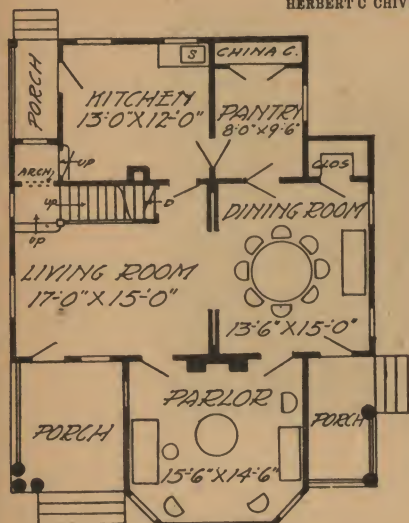 HERBERT C CHIV
PORCH
S
CHINA C.
KITCHEN
13'-0"X12'-0"
PANTRY
8'-0"X9'-6"
ARCH
UP
CLOS
UP
D
UP
DINING ROOM
LIVING ROOM
17'-0"X15'-0"
13'-6"X15'-0"
PARLOR
PORCH
PORCH
15'-6"X14'-6"